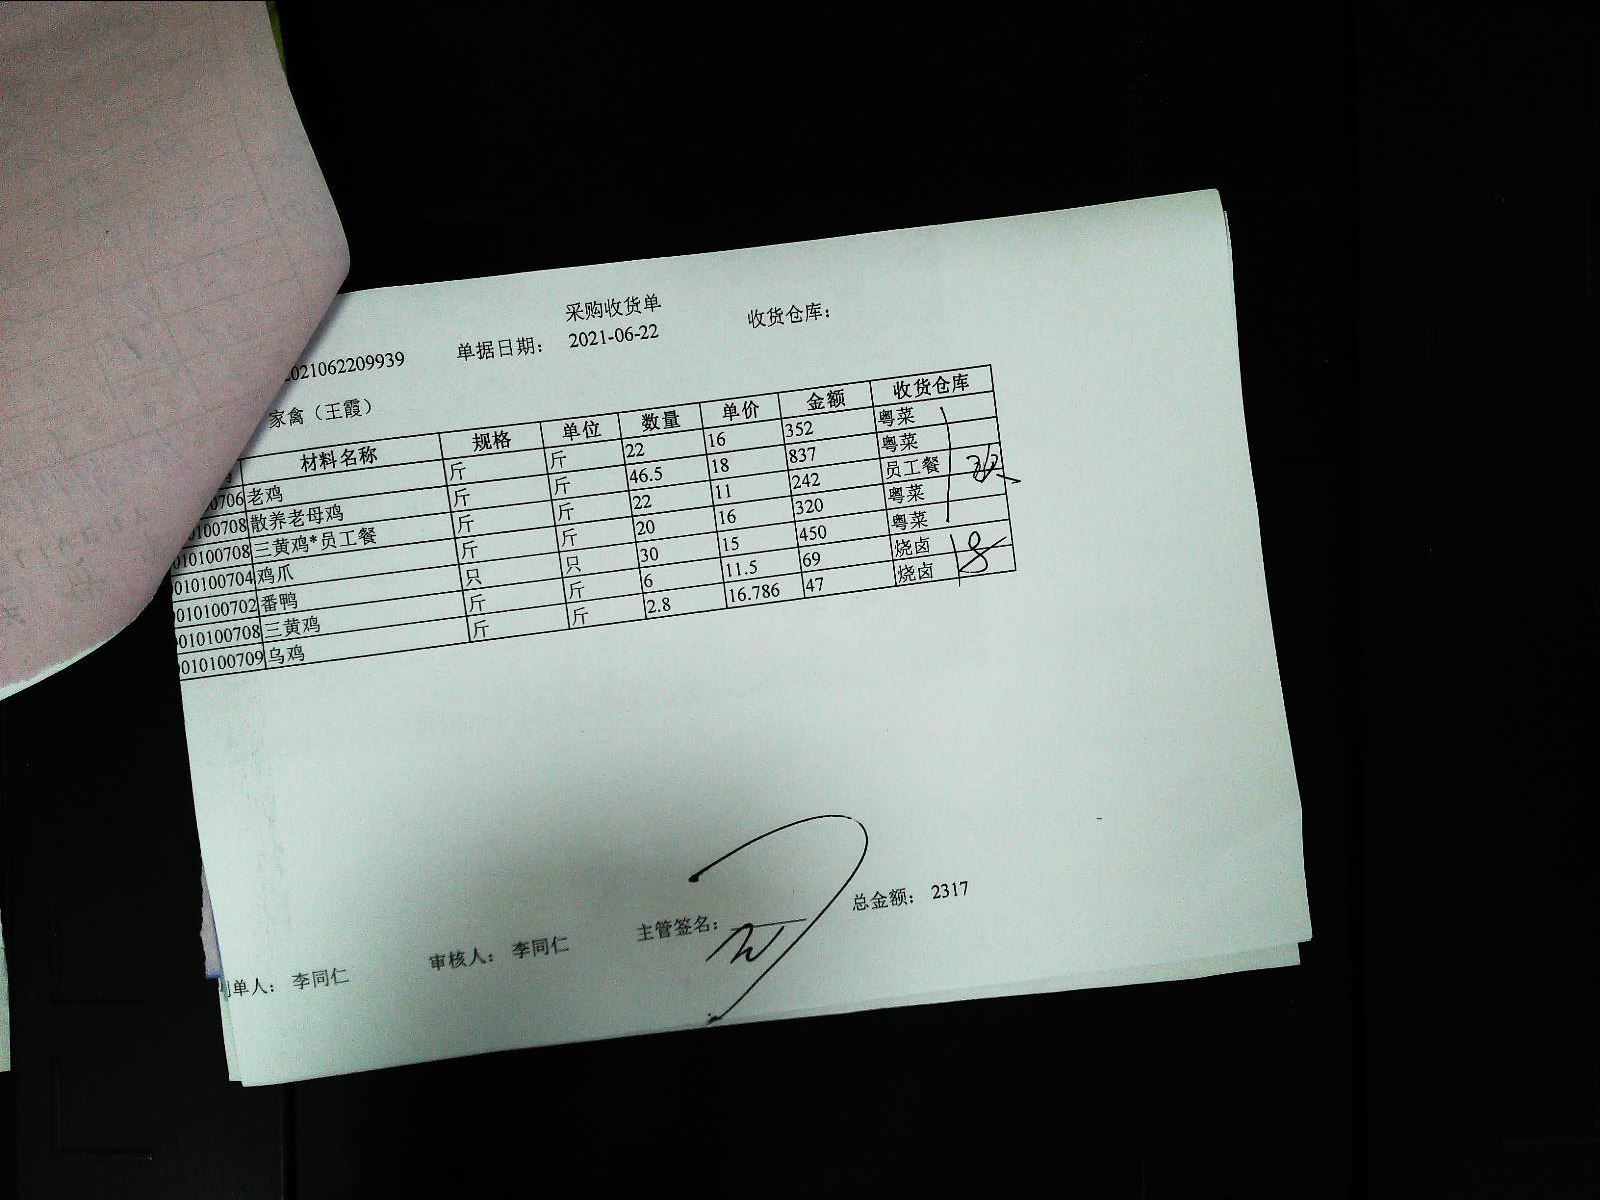 采购收货单
2021062209939 单据日期： 2021-06-22 收货仓库：
家禽（王霞）
材料名称 规格 单位 数量 单价 金额 收货仓库
0706 老鸡 斤 斤 22 16 352 粤菜
0100708 散养老母鸡 斤 斤 46.5 18 837 粤菜
010100708 三黄鸡*员工餐 斤 斤 22 11 242 员工餐
010100704 鸡爪 斤 斤 20 16 320 粤菜
010100702 番鸭 只 只 30 15 450 粤菜
010100708 三黄鸡 斤 斤 6 11.5 69 烧卤
010100709 乌鸡 斤 斤 2.8 16.786 47 烧卤
制单人： 李同仁 审核人： 李同仁 主管签名： 总金额： 2317